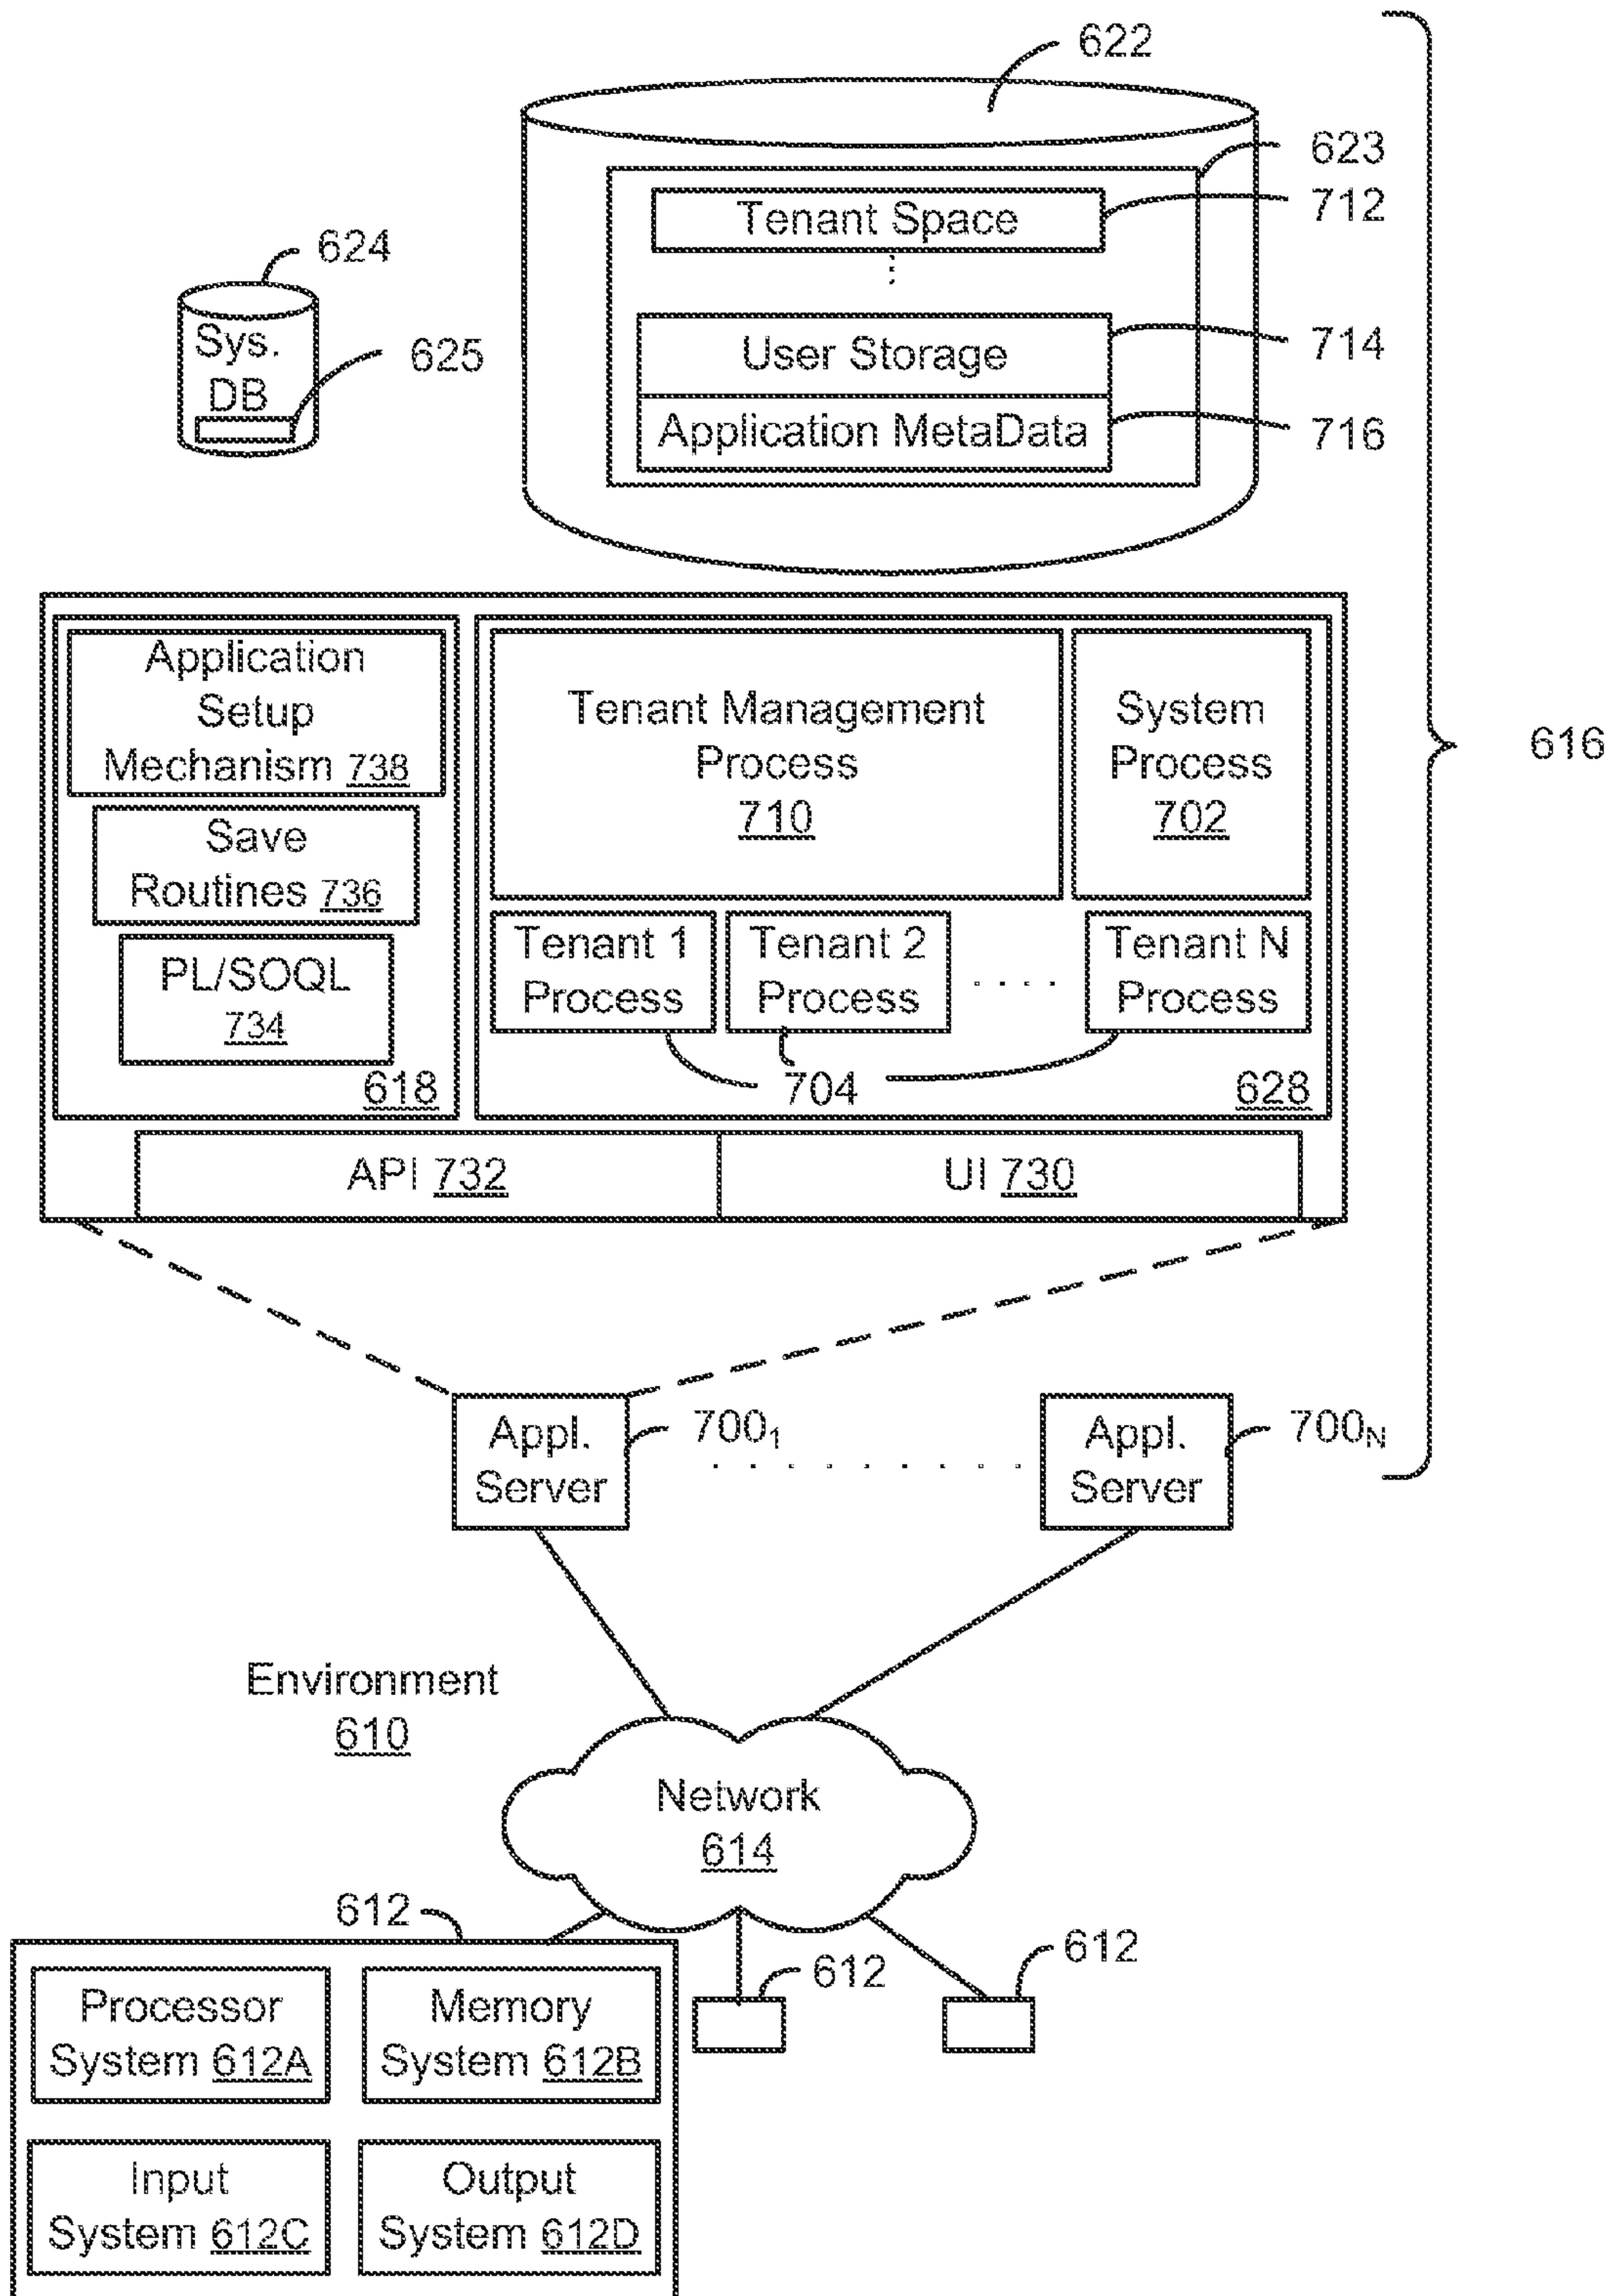 622
623
Tenant Space
712
624
Sys.
DB
625
User Storage
714
Application MetaData
716
616
Application
Setup
Mechanism 738
Save
Routines 736
PL/SOQL
734
618
Tenant Management
Process
710
System
Process
702
Tenant 1
Process
Tenant 2
Process
. . . .
Tenant N
Process
704
628
API 732
UI 730
Appl.
Server
700₁
. . . . . . . . .
Appl.
Server
700N
Environment
610
Network
614
612
612
612
Processor
System 612A
Memory
System 612B
Input
System 612C
Output
System 612D